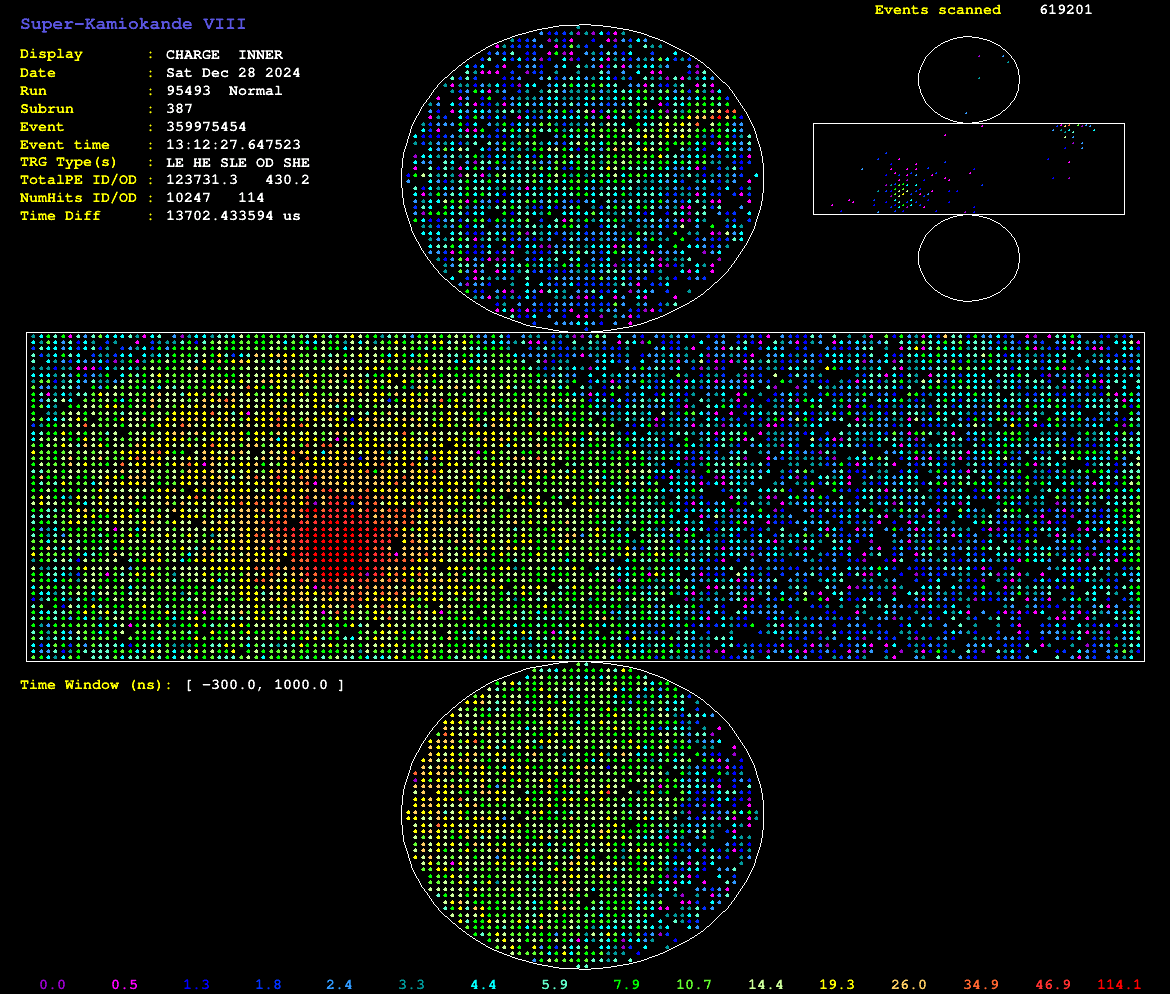 Super-Kamiokande VIII
Events scanned 619201
Display : CHARGE INNER
Date : Sat Dec 28 2024
Run : 95493 Normal
Subrun : 387
Event : 359975454
Event time : 13:12:27.647523
TRG Type(s) : LE HE SLE OD SHE
TotalPE ID/OD : 123731.3 430.2
NumHits ID/OD : 10247 114
Time Diff : 13702.433594 us
Time Window (ns): [ −300.0, 1000.0 ]
0.0 0.5 1.3 1.8 2.4 3.3 4.4 5.9 7.9 10.7 14.4 19.3 26.0 34.9 46.9 114.1